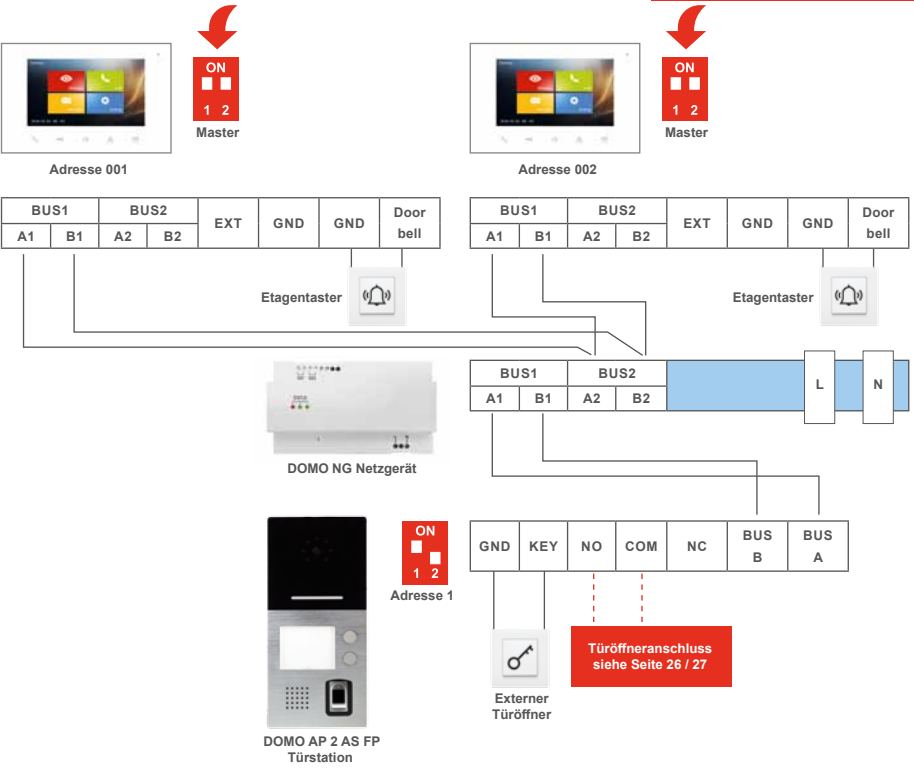 ON
1 2
Master
Adresse 001
ON
1 2
Master
Adresse 002
BUS1 BUS2 EXT GND GND Door bell
A1 B1 A2 B2
BUS1 BUS2 EXT GND GND Door bell
A1 B1 A2 B2
Etagentaster
Etagentaster
BUS1 BUS2 L N
A1 B1 A2 B2
DOMO NG Netzgerät
ON
1 2
Adresse 1
GND KEY NO COM NC BUS B BUS A
Türöffneranschluss
siehe Seite 26 / 27
Externer
Türöffner
DOMO AP 2 AS FP
Türstation